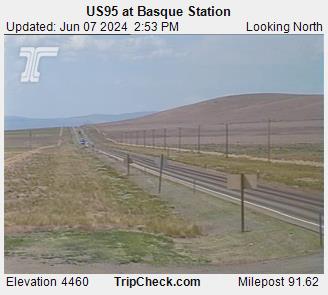 US95 at Basque Station
Updated: Jun 07 2024 2:53 PM Looking North
Elevation 4460 TripCheck.com Milepost 91.62